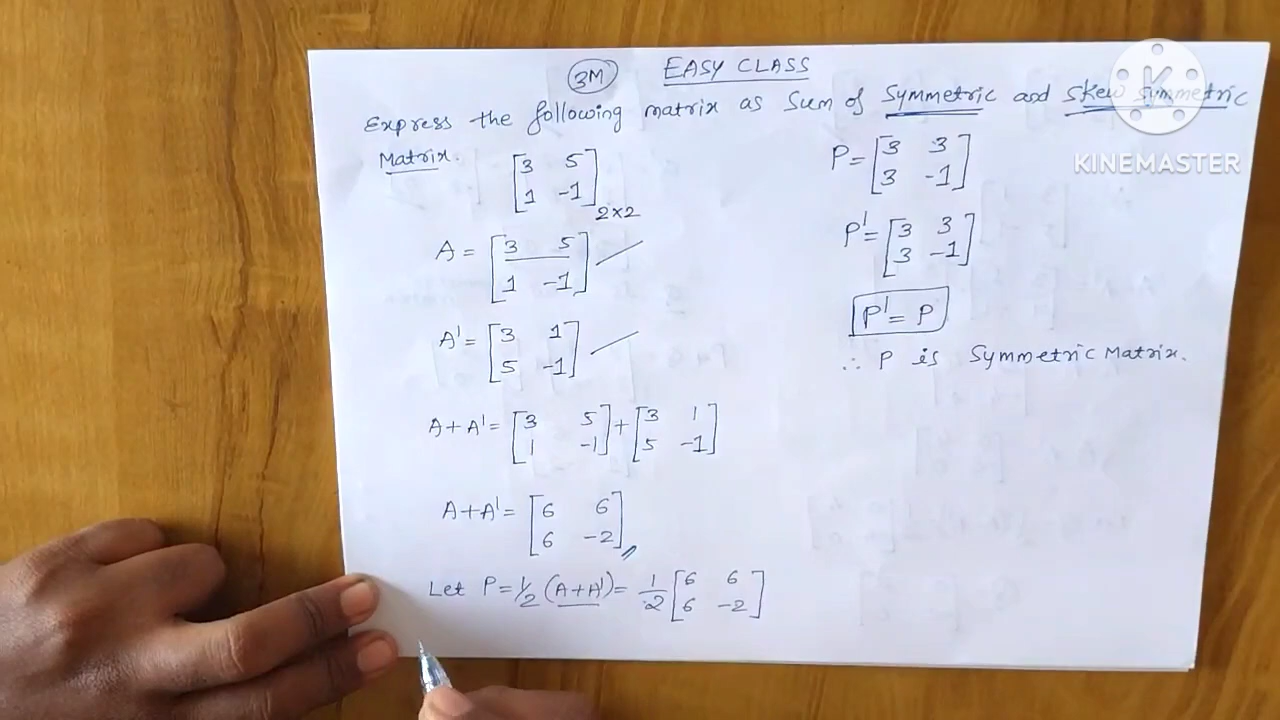 3M EASY CLASS
Express the following matrix as Sum of Symmetric and Skew Symmetric
Matrix.
[3 5
1 -1] 2×2
A = [3 5
1 -1]
A' = [3 1
5 -1]
A+A' = [3 5
1 -1] + [3 1
5 -1]
A+A' = [6 6
6 -2]
Let P = 1/2 (A+A') = 1/2 [6 6
6 -2]
P = [3 3
3 -1]
P' = [3 3
3 -1]
P' = P
∴ P is Symmetric Matrix.
K
KINEMASTER